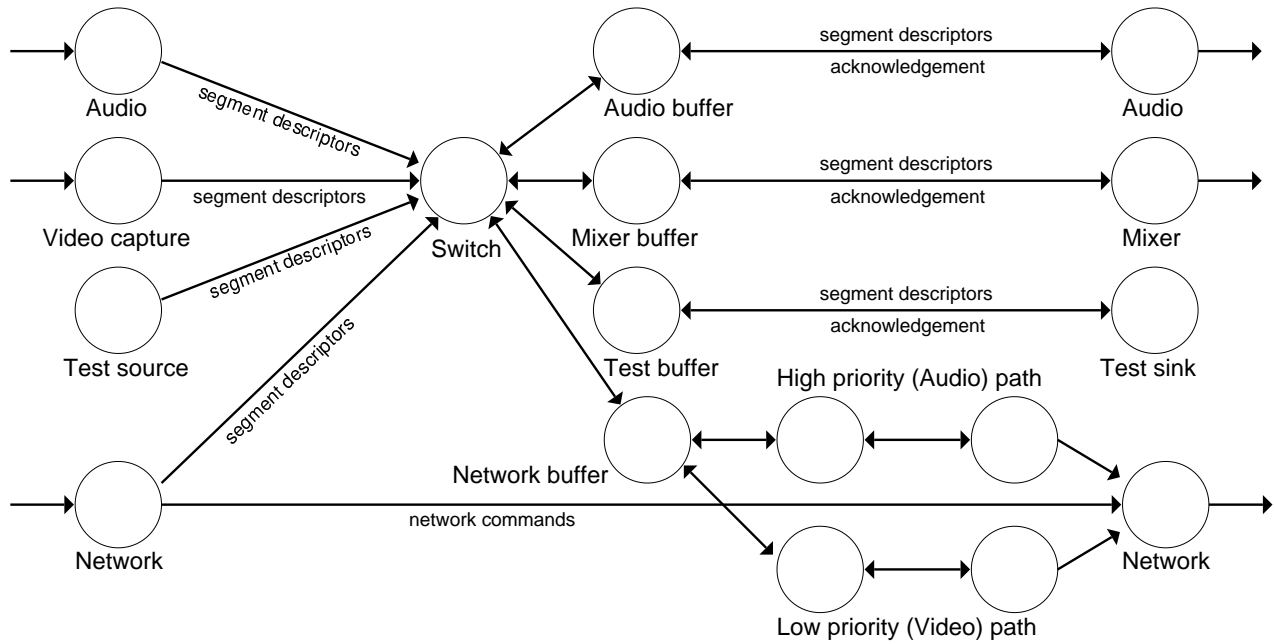 segment descriptors
acknowledgement
Audio
segment descriptors
Audio buffer
Audio
segment descriptors
segment descriptors
acknowledgement
Video capture
Switch
Mixer buffer
Mixer
segment descriptors
segment descriptors
acknowledgement
Test source
Test buffer
Test sink
segment descriptors
High priority (Audio) path
Network buffer
network commands
Network
Network
Low priority (Video) path